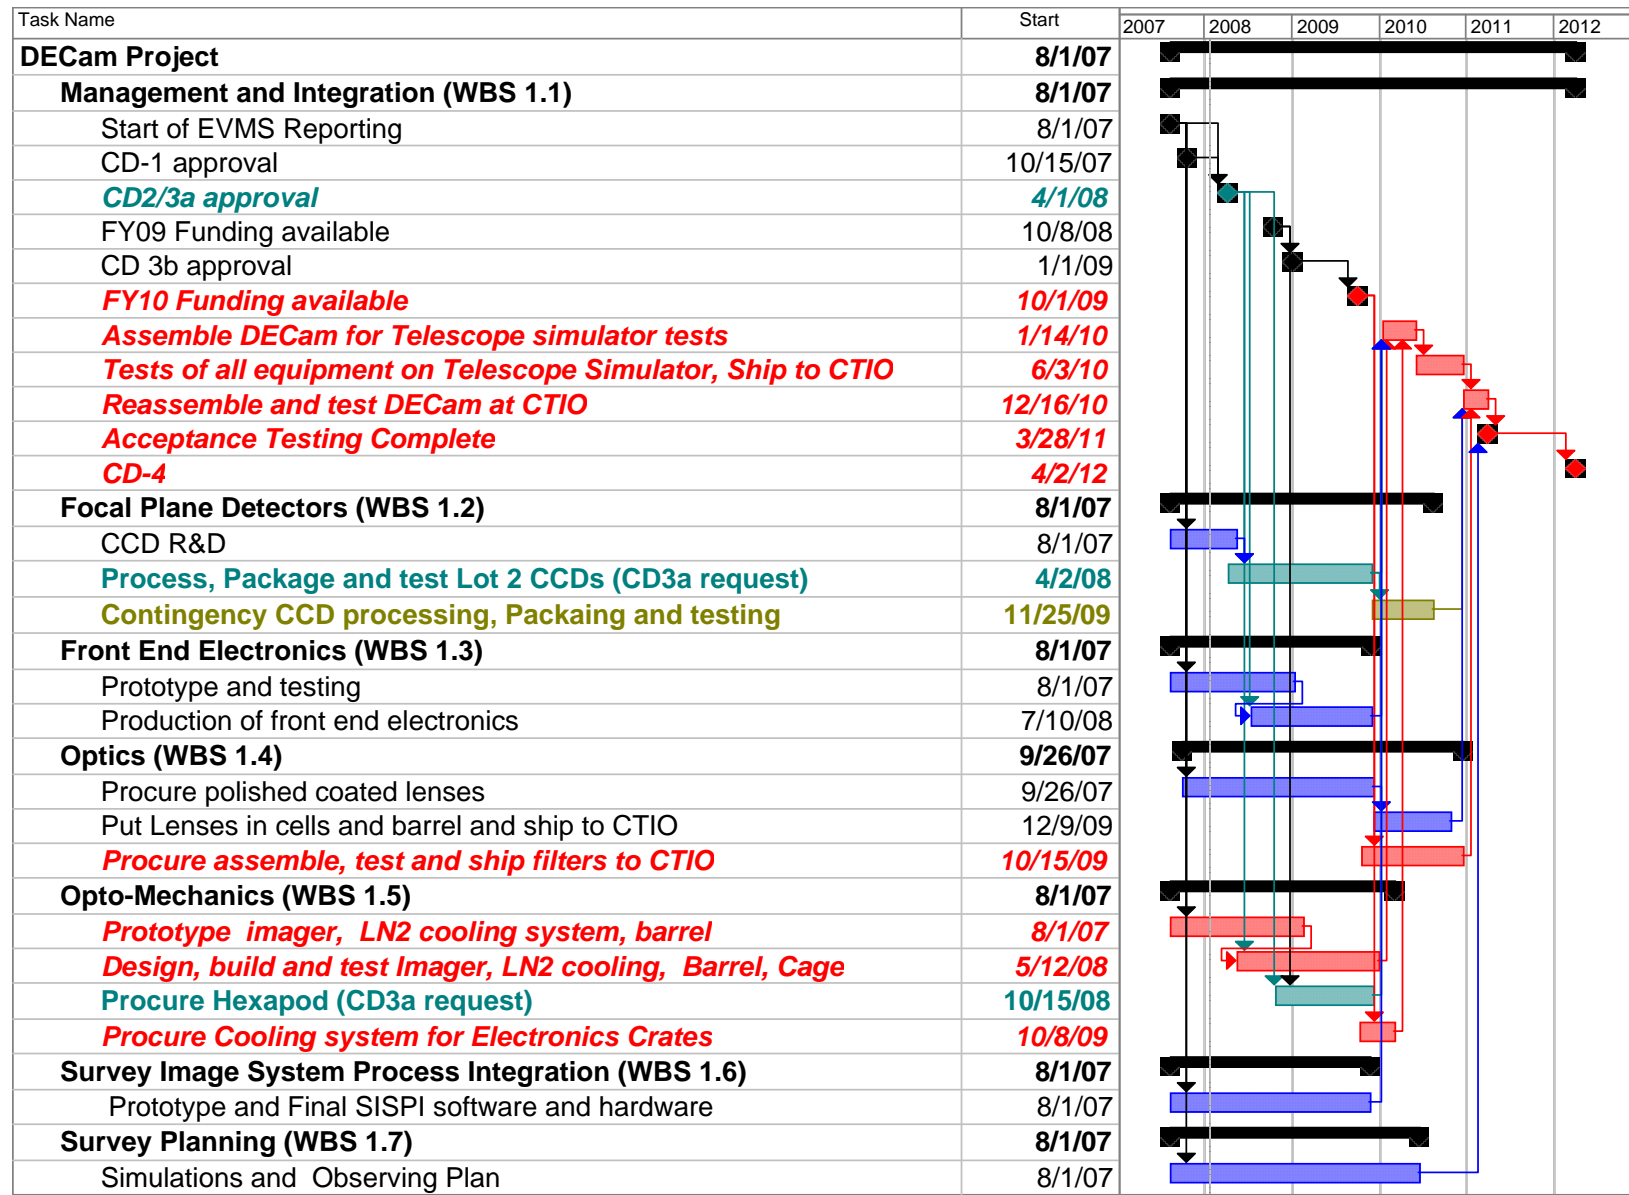 Task Name Start 2007 2008 2009 2010 2011 2012
DECam Project 8/1/07
Management and Integration (WBS 1.1) 8/1/07
Start of EVMS Reporting 8/1/07
CD-1 approval 10/15/07
CD2/3a approval 4/1/08
FY09 Funding available 10/8/08
CD 3b approval 1/1/09
FY10 Funding available 10/1/09
Assemble DECam for Telescope simulator tests 1/14/10
Tests of all equipment on Telescope Simulator, Ship to CTIO 6/3/10
Reassemble and test DECam at CTIO 12/16/10
Acceptance Testing Complete 3/28/11
CD-4 4/2/12
Focal Plane Detectors (WBS 1.2) 8/1/07
CCD R&D 8/1/07
Process, Package and test Lot 2 CCDs (CD3a request) 4/2/08
Contingency CCD processing, Packaing and testing 11/25/09
Front End Electronics (WBS 1.3) 8/1/07
Prototype and testing 8/1/07
Production of front end electronics 7/10/08
Optics (WBS 1.4) 9/26/07
Procure polished coated lenses 9/26/07
Put Lenses in cells and barrel and ship to CTIO 12/9/09
Procure assemble, test and ship filters to CTIO 10/15/09
Opto-Mechanics (WBS 1.5) 8/1/07
Prototype imager, LN2 cooling system, barrel 8/1/07
Design, build and test Imager, LN2 cooling, Barrel, Cage 5/12/08
Procure Hexapod (CD3a request) 10/15/08
Procure Cooling system for Electronics Crates 10/8/09
Survey Image System Process Integration (WBS 1.6) 8/1/07
Prototype and Final SISPI software and hardware 8/1/07
Survey Planning (WBS 1.7) 8/1/07
Simulations and Observing Plan 8/1/07